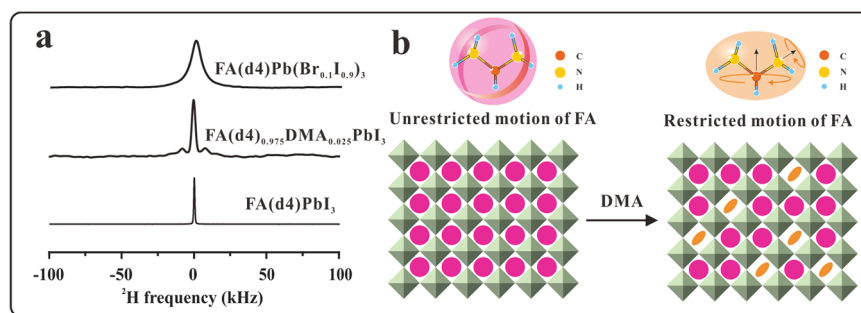 a
FA(d4)Pb(Br0.1I0.9)3
FA(d4)0.975DMA0.025PbI3
FA(d4)PbI3
-100 -50 0 50 100
2H frequency (kHz)
b
C
N
H
Unrestricted motion of FA
DMA
C
N
H
Restricted motion of FA